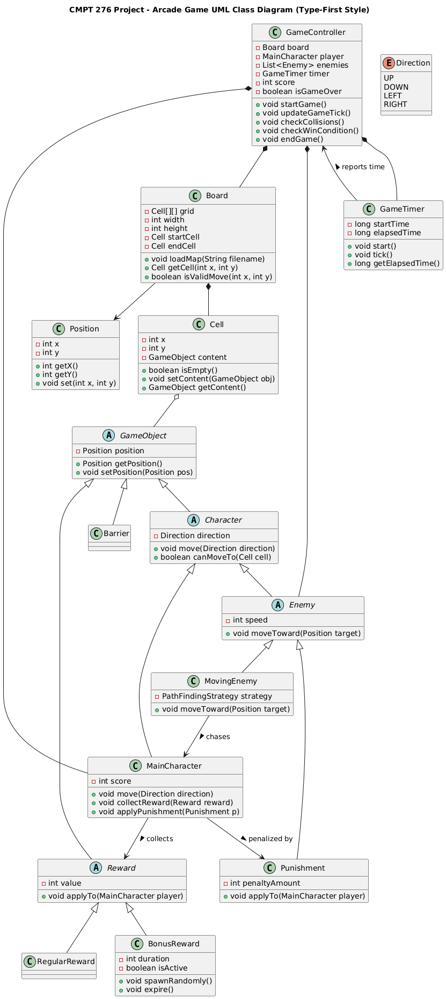 CMPT 276 Project - Arcade Game UML Class Diagram (Type-First Style)
C GameController
Board board
MainCharacter player
List<Enemy> enemies
GameTimer timer
int score
boolean isGameOver
void startGame()
void updateGameTick()
void checkCollisions()
void checkWinCondition()
void endGame()
E Direction
UP
DOWN
LEFT
RIGHT
reports time
C Board
Cell[][] grid
int width
int height
Cell startCell
Cell endCell
void loadMap(String filename)
Cell getCell(int x, int y)
boolean isValidMove(int x, int y)
C GameTimer
long startTime
long elapsedTime
void start()
void tick()
long getElapsedTime()
C Position
int x
int y
int getX()
int getY()
void set(int x, int y)
C Cell
int x
int y
GameObject content
boolean isEmpty()
void setContent(GameObject obj)
GameObject getContent()
A GameObject
Position position
Position getPosition()
void setPosition(Position pos)
C Barrier
A Character
Direction direction
void move(Direction direction)
boolean canMoveTo(Cell cell)
A Enemy
int speed
void moveToward(Position target)
C MovingEnemy
PathFindingStrategy strategy
void moveToward(Position target)
chases
C MainCharacter
int score
void move(Direction direction)
void collectReward(Reward reward)
void applyPunishment(Punishment p)
collects
penalized by
A Reward
int value
void applyTo(MainCharacter player)
C Punishment
int penaltyAmount
void applyTo(MainCharacter player)
C RegularReward
C BonusReward
int duration
boolean isActive
void spawnRandomly()
void expire()